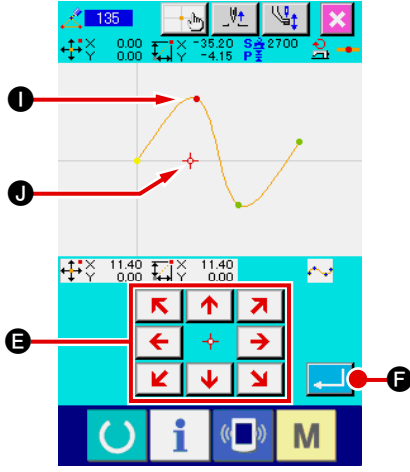 135
X 0.00 X -35.20 S 2700
Y 0.00 Y -4.15 P
I
J
X 11.40 X 11.40
Y 0.00 Y 0.00
E
F
i M